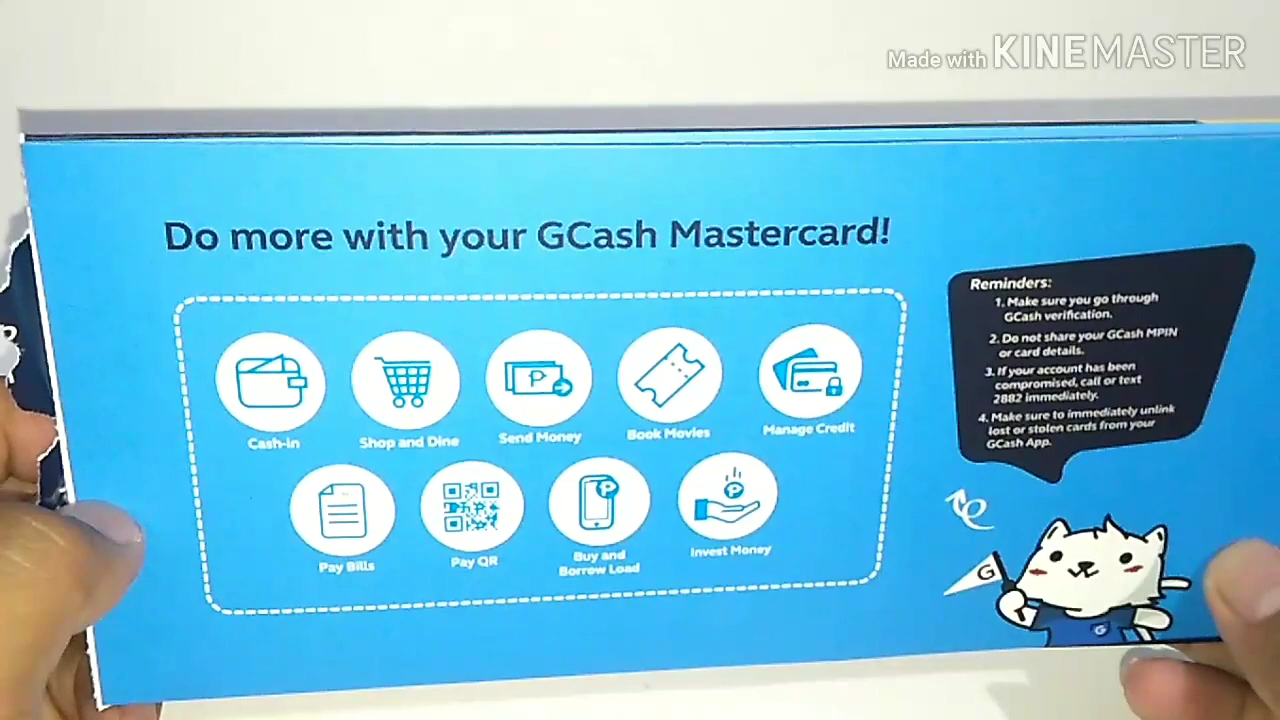 Made with KINEMASTER
Do more with your GCash Mastercard!
Reminders:
1. Make sure you go through
GCash verification.
2. Do not share your GCash MPIN
or card details.
3. If your account has been
compromised, call or text
2882 immediately.
4. Make sure to immediately unlink
lost or stolen cards from your
GCash App.
Cash-in
Shop and Dine
Send Money
Book Movies
Manage Credit
Pay Bills
Pay QR
Buy and
Borrow Load
Invest Money
G
G